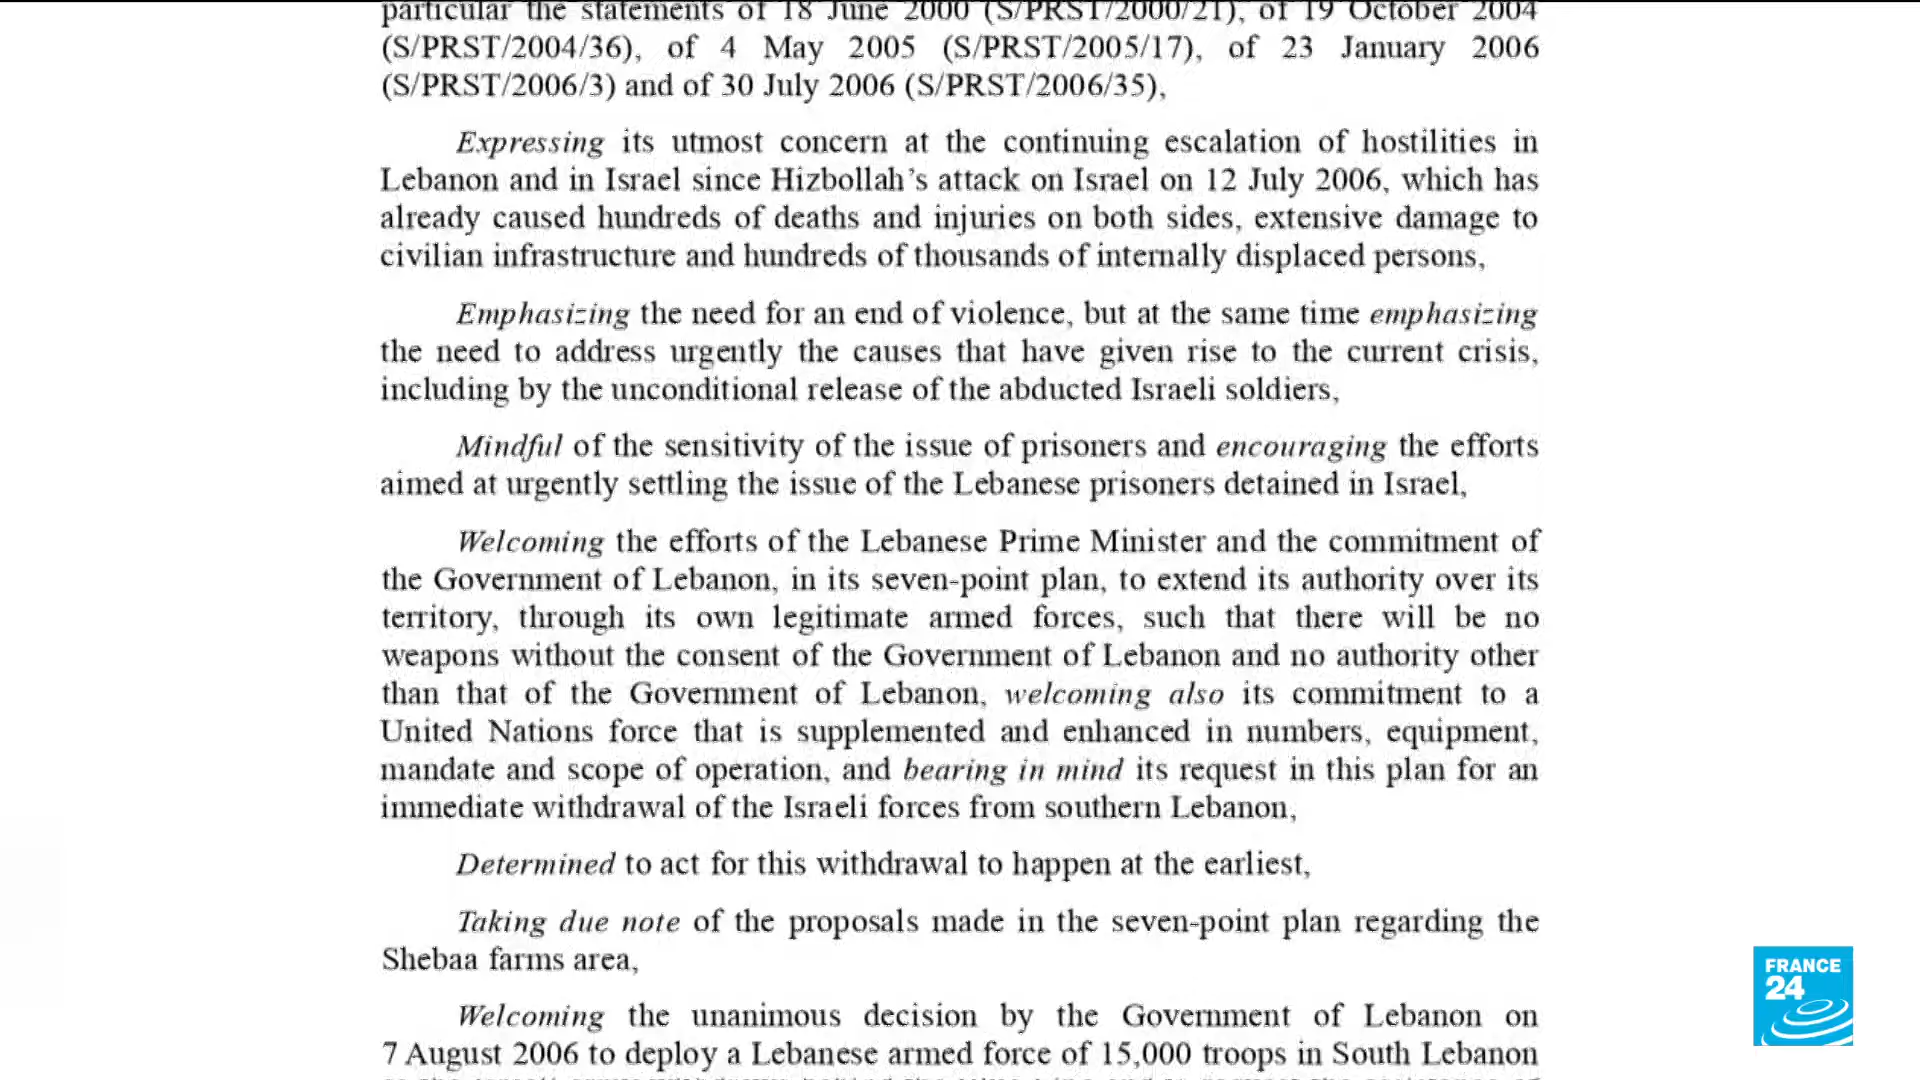 particular the statements of 18 June 2000 (S/PRST/2000/21), of 19 October 2004
(S/PRST/2004/36), of 4 May 2005 (S/PRST/2005/17), of 23 January 2006
(S/PRST/2006/3) and of 30 July 2006 (S/PRST/2006/35),
Expressing its utmost concern at the continuing escalation of hostilities in
Lebanon and in Israel since Hizbollah's attack on Israel on 12 July 2006, which has
already caused hundreds of deaths and injuries on both sides, extensive damage to
civilian infrastructure and hundreds of thousands of internally displaced persons,
Emphasizing the need for an end of violence, but at the same time emphasizing
the need to address urgently the causes that have given rise to the current crisis,
including by the unconditional release of the abducted Israeli soldiers,
Mindful of the sensitivity of the issue of prisoners and encouraging the efforts
aimed at urgently settling the issue of the Lebanese prisoners detained in Israel,
Welcoming the efforts of the Lebanese Prime Minister and the commitment of
the Government of Lebanon, in its seven-point plan, to extend its authority over its
territory, through its own legitimate armed forces, such that there will be no
weapons without the consent of the Government of Lebanon and no authority other
than that of the Government of Lebanon, welcoming also its commitment to a
United Nations force that is supplemented and enhanced in numbers, equipment,
mandate and scope of operation, and bearing in mind its request in this plan for an
immediate withdrawal of the Israeli forces from southern Lebanon,
Determined to act for this withdrawal to happen at the earliest,
Taking due note of the proposals made in the seven-point plan regarding the
Shebaa farms area,
Welcoming the unanimous decision by the Government of Lebanon on
7 August 2006 to deploy a Lebanese armed force of 15,000 troops in South Lebanon
FRANCE
24